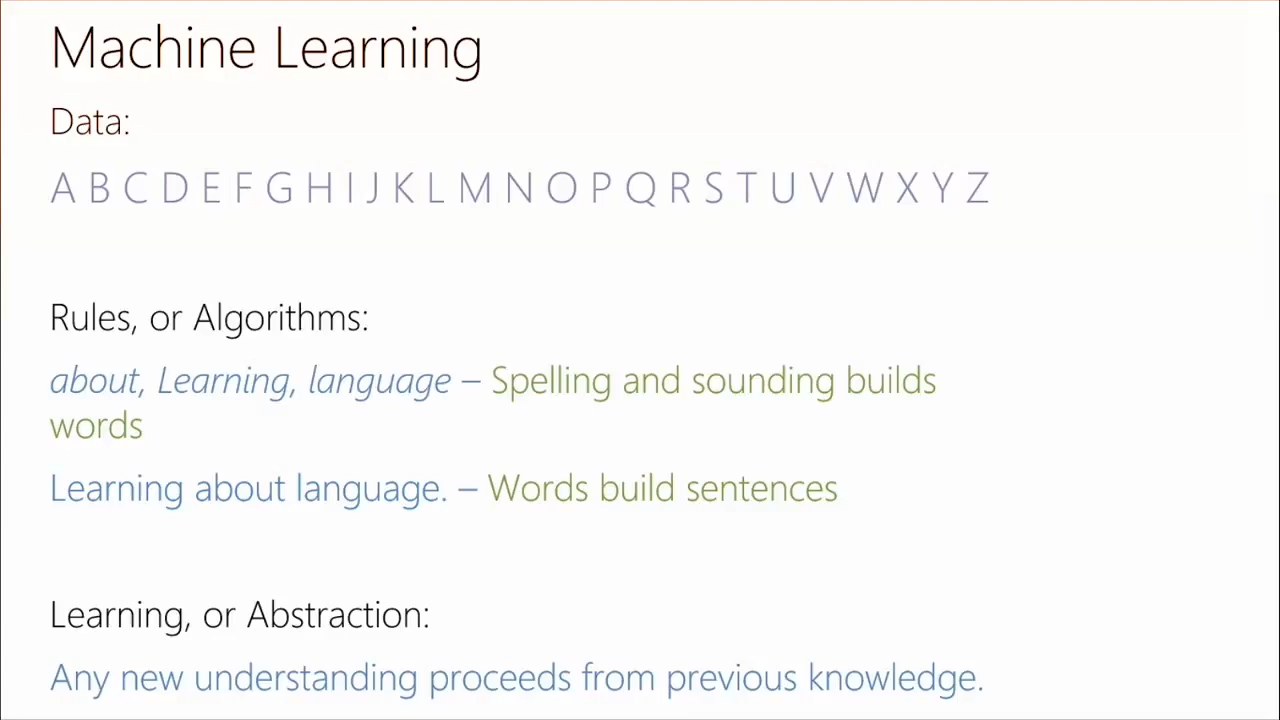 Machine Learning
Data:
A B C D E F G H I J K L M N O P Q R S T U V W X Y Z
Rules, or Algorithms:
about, Learning, language – Spelling and sounding builds
words
Learning about language. – Words build sentences
Learning, or Abstraction:
Any new understanding proceeds from previous knowledge.